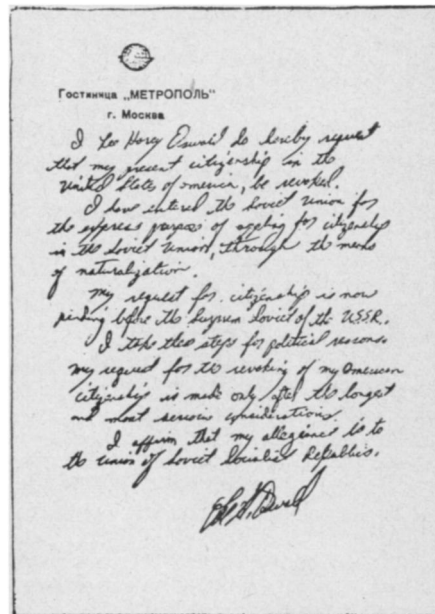 Гостиница „МЕТРОПОЛЬ"
г. Москва
I Lee Harey Oswald do hereby request
that my present citizenship in the
United States of america, be revoked.
I have entered the Soviet Union for
the express purpose of appling for citizenship
in the Soviet Union, through the means
of naturalization.
My request for citizenship is now
pending before the Suprem Soviet of the USSR.
I take these steps for political reasons.
My request for the revoking of my American
citizenship is made only after the longest
and most serious considerations.
I affirm that my allegiance is to
the Union of Soviet Socialist Republics.
Lee H. Oswald